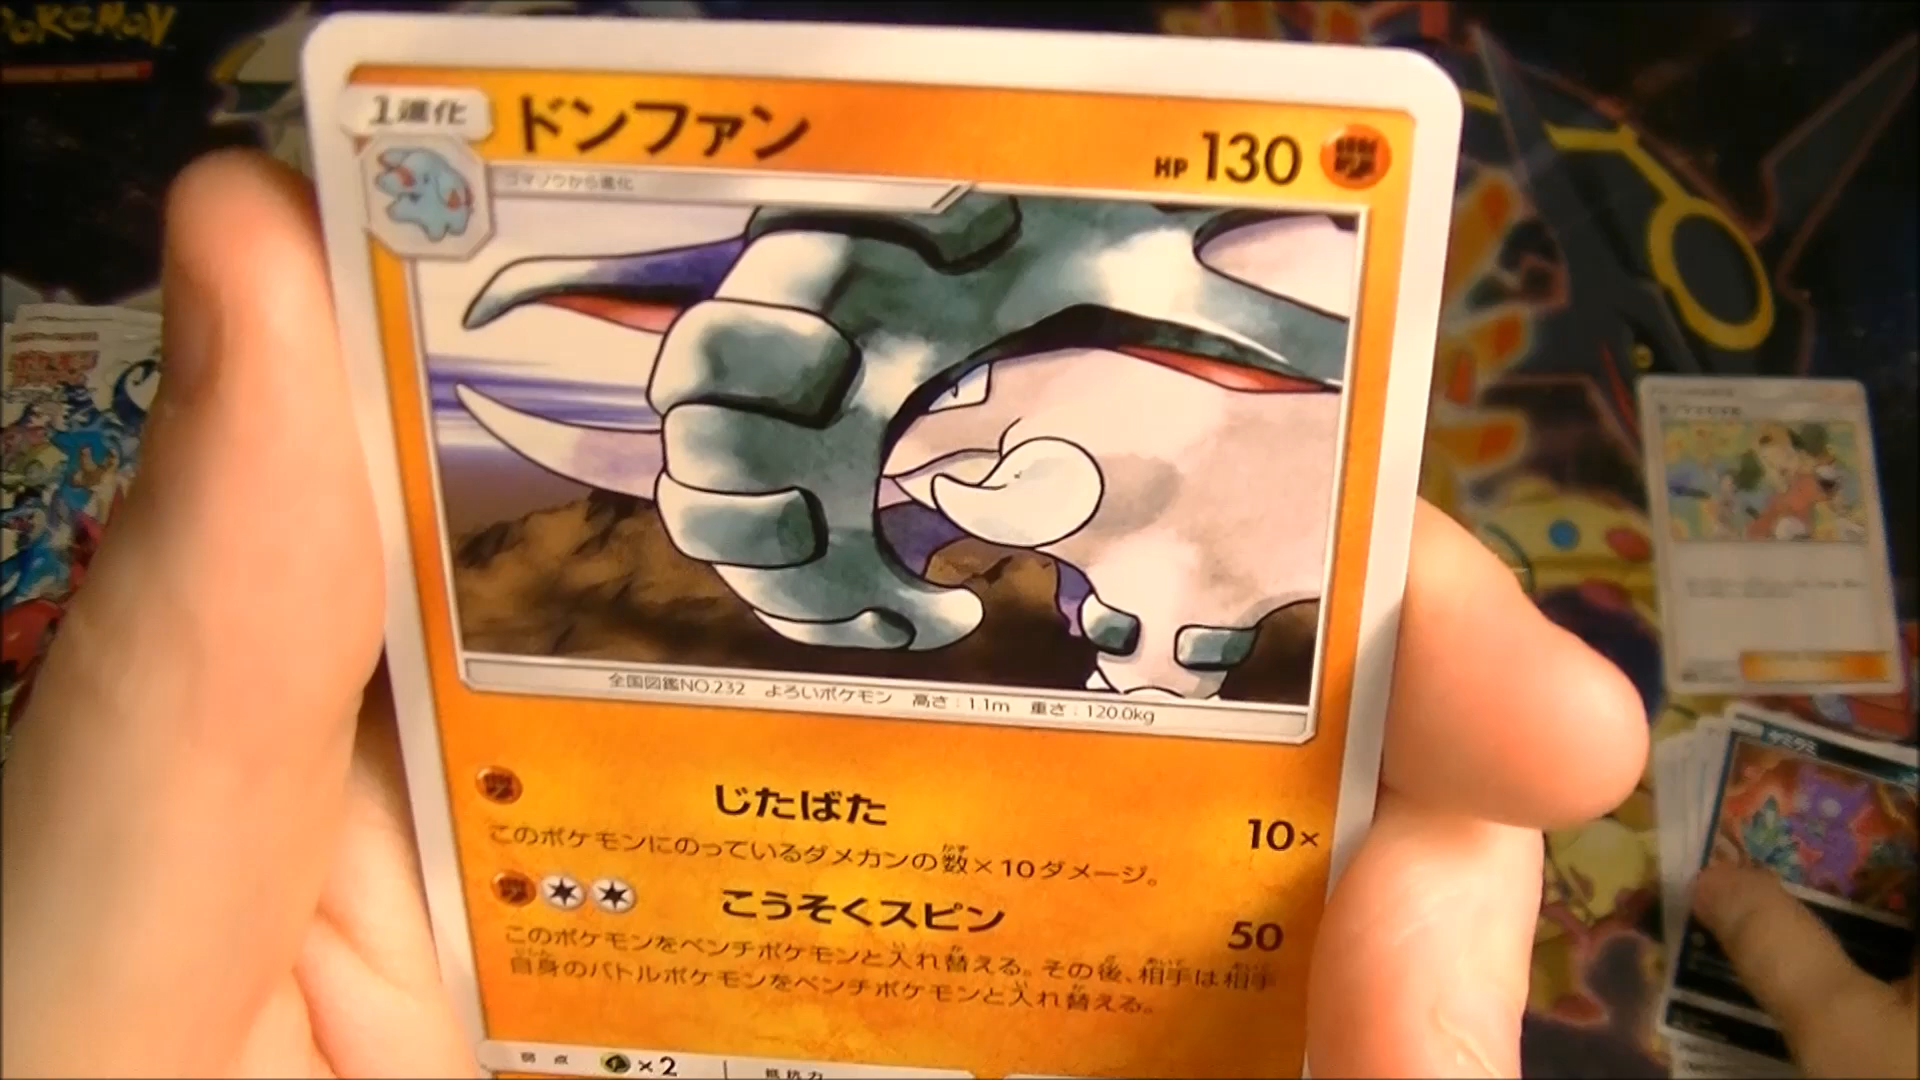 POKEMON
1進化
ドンファン
HP 130
ゴマゾウから進化
全国図鑑NO.232 よろいポケモン 高さ:1.1m 重さ:120.0kg
じたばた
10×
このポケモンにのっているダメカンの数×10ダメージ。
こうそくスピン
50
このポケモンをベンチポケモンと入れ替える。その後、相手は相手
自身のバトルポケモンをベンチポケモンと入れ替える。
弱点 ×2 抵抗力
ヤミラミ